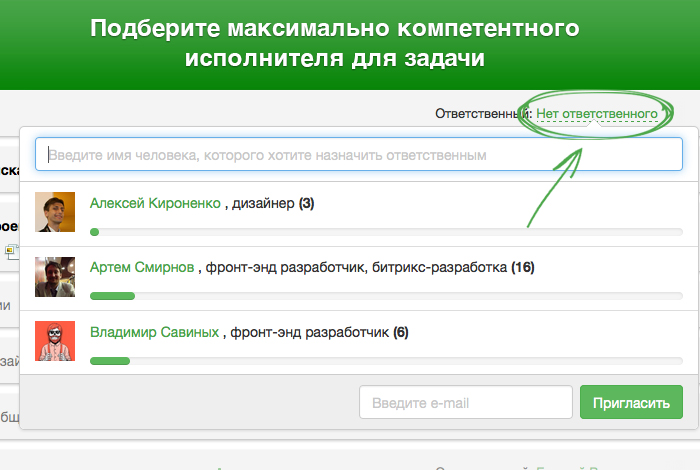 Подберите максимально компетентного
исполнителя для задачи
Ответственный: Нет ответственного
Введите имя человека, которого хотите назначить ответственным
Алексей Кироненко , дизайнер (3)
Артем Смирнов , фронт-энд разработчик, битрикс-разработка (16)
Владимир Савиных , фронт-энд разработчик (6)
Введите e-mail
Пригласить